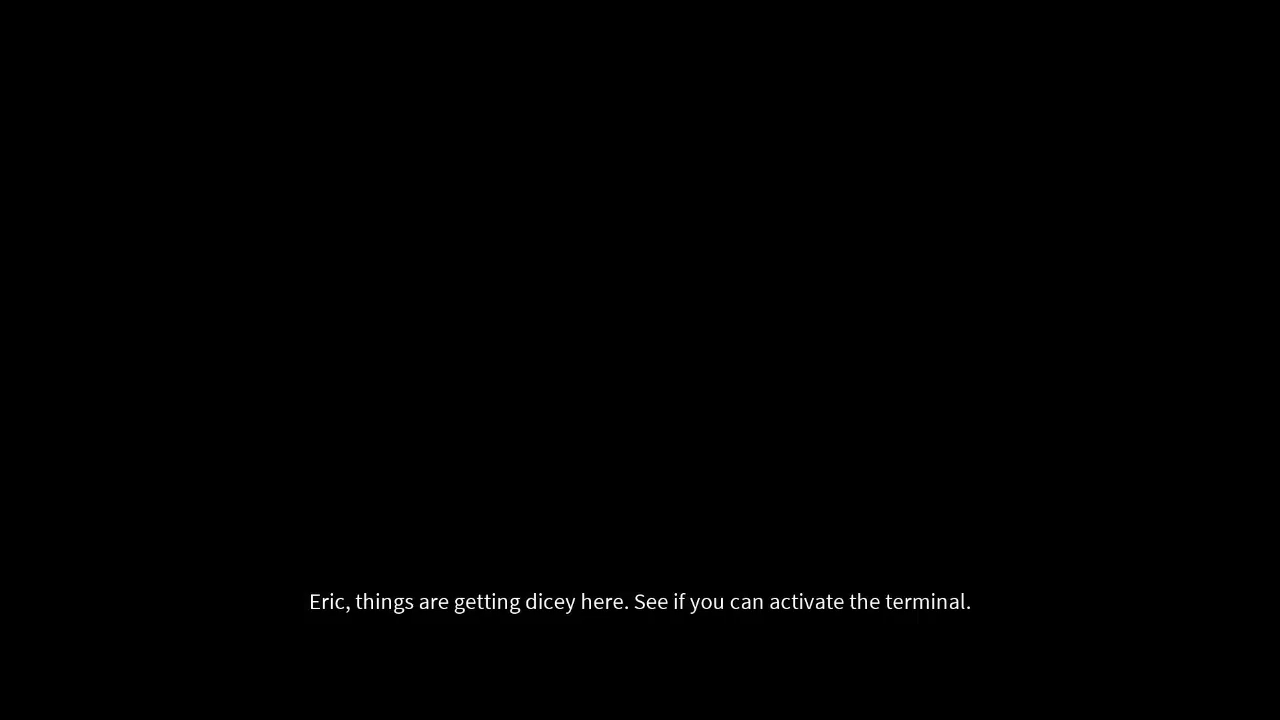 Eric, things are getting dicey here. See if you can activate the terminal.